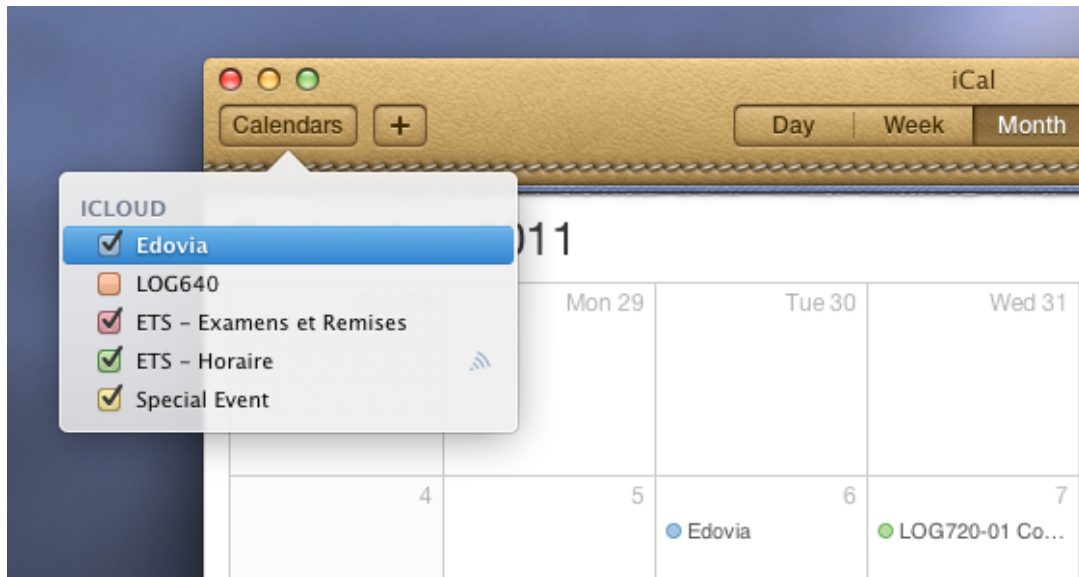 iCal
Calendars + Day Week Month
ICLOUD
Edovia
LOG640
ETS – Examens et Remises
ETS – Horaire
Special Event
2011
Mon 29 Tue 30 Wed 31
4 5 6 7
Edovia LOG720-01 Co...